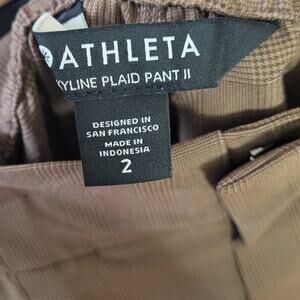 ATHLETA
KYLINE PLAID PANT II
DESIGNED IN
SAN FRANCISCO
MADE IN
INDONESIA
2